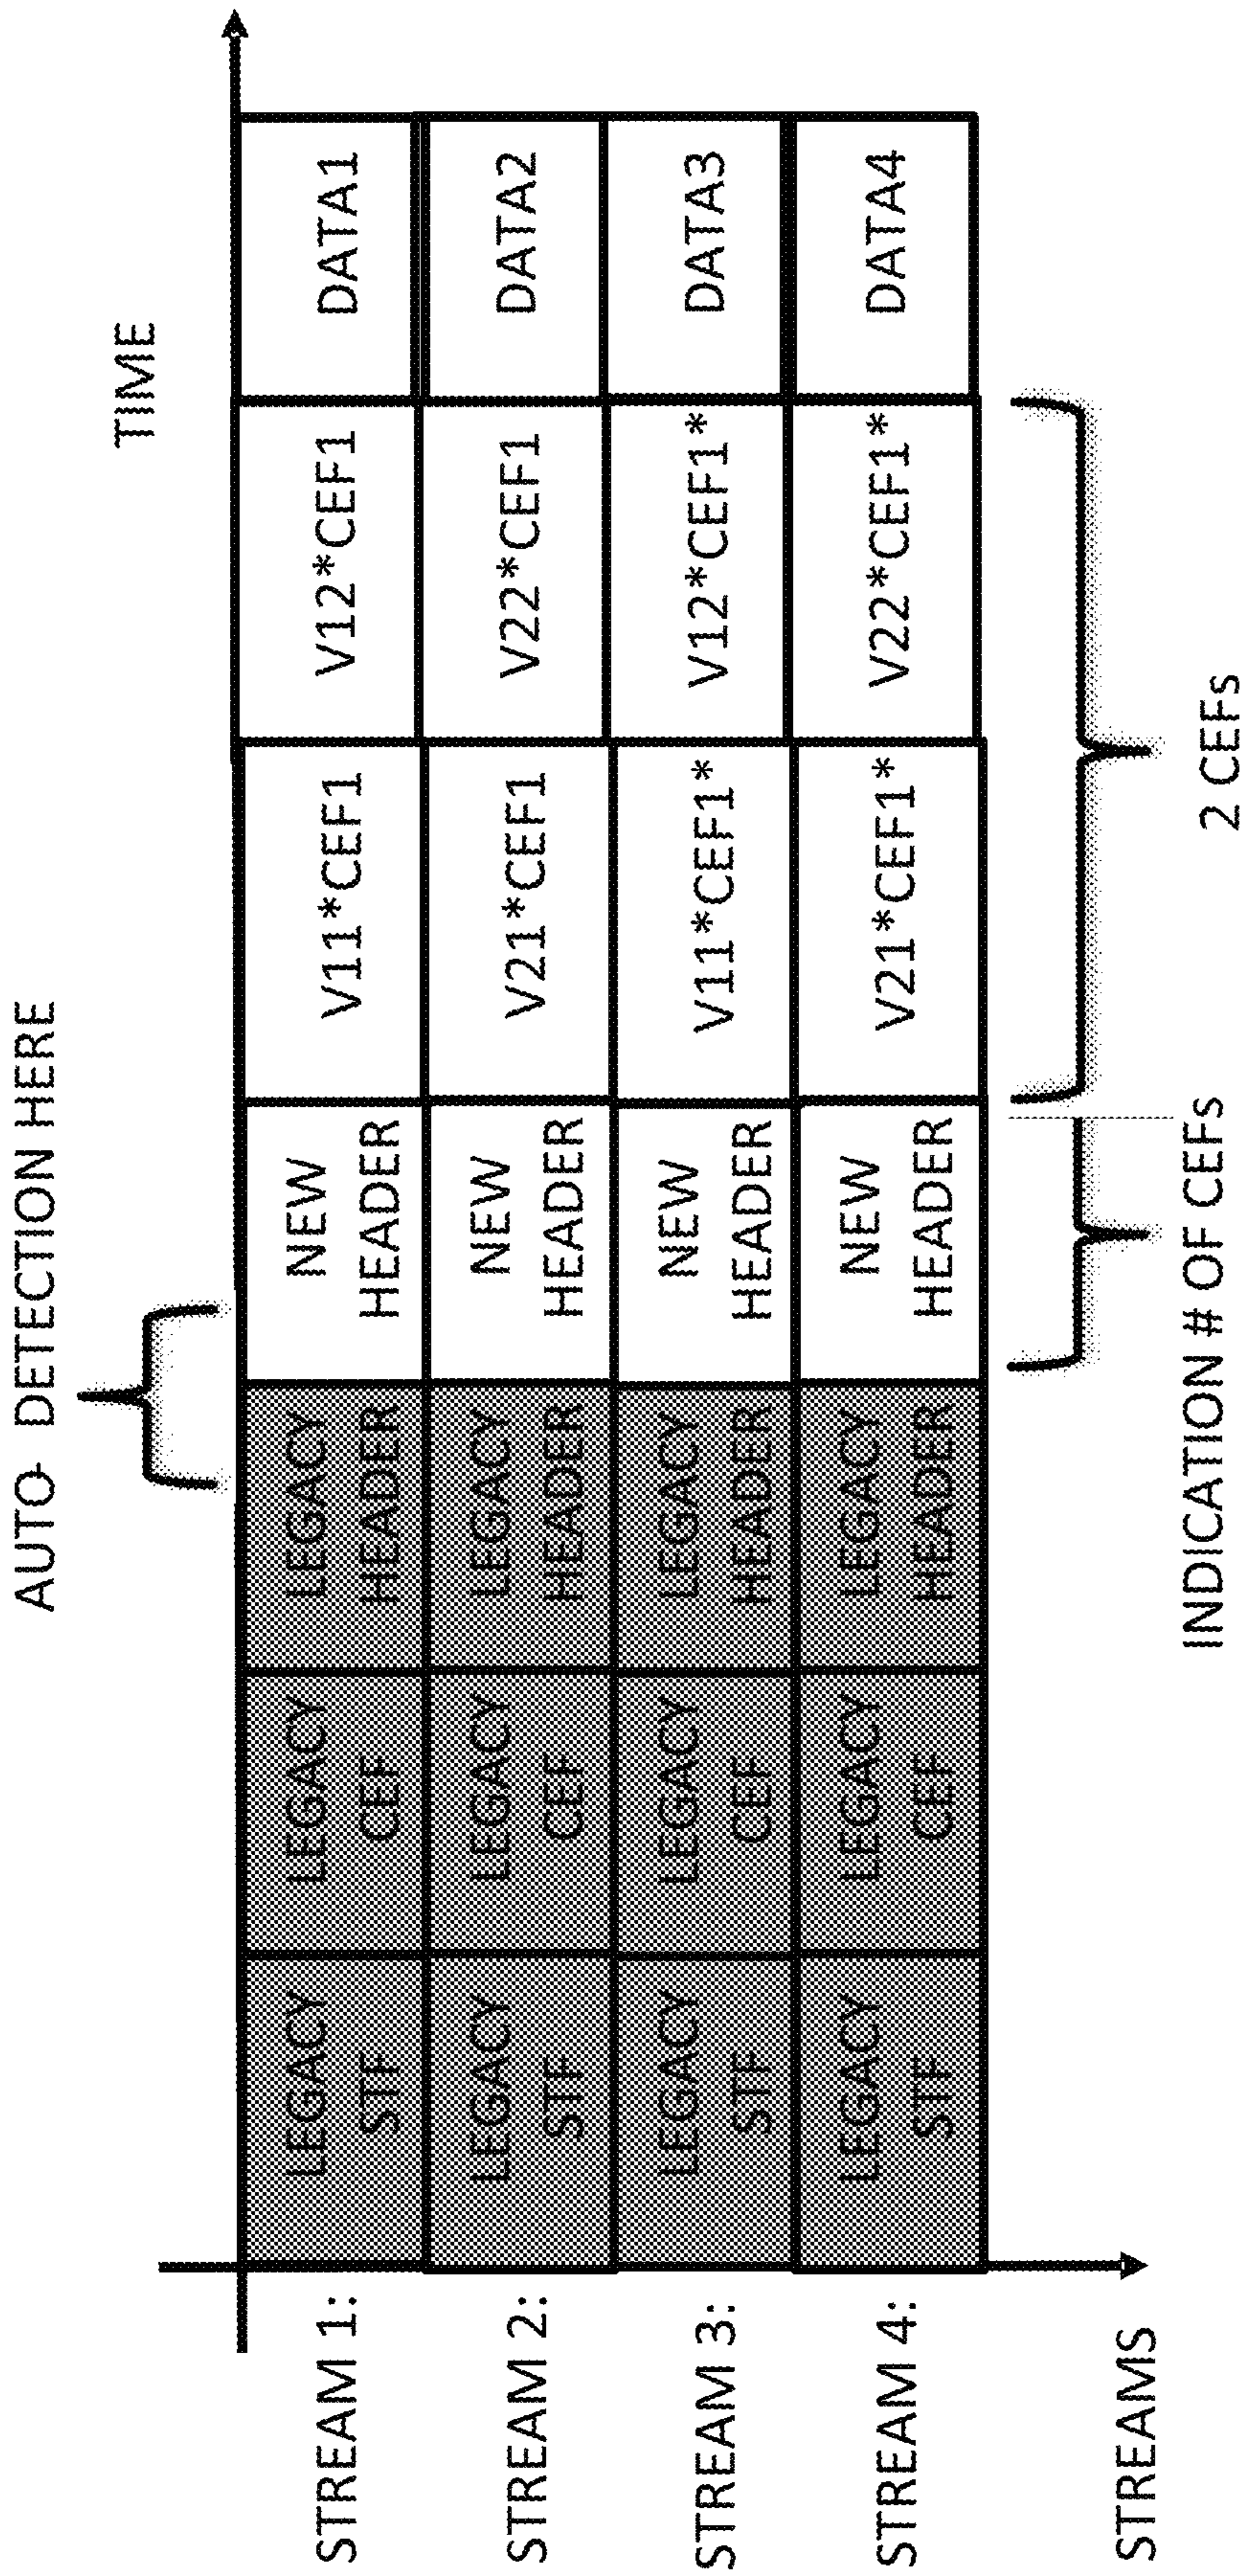 AUTO- DETECTION HERE
TIME
STREAM 1:
LEGACY
STF
LEGACY
CEF
LEGACY
HEADER
NEW
HEADER
V11*CEF1
V12*CEF1
DATA1
STREAM 2:
LEGACY
STF
LEGACY
CEF
LEGACY
HEADER
NEW
HEADER
V21*CEF1
V22*CEF1
DATA2
STREAM 3:
LEGACY
STF
LEGACY
CEF
LEGACY
HEADER
NEW
HEADER
V11*CEF1*
V12*CEF1*
DATA3
STREAM 4:
LEGACY
STF
LEGACY
CEF
LEGACY
HEADER
NEW
HEADER
V21*CEF1*
V22*CEF1*
DATA4
STREAMS
INDICATION # OF CEFs
2 CEFs